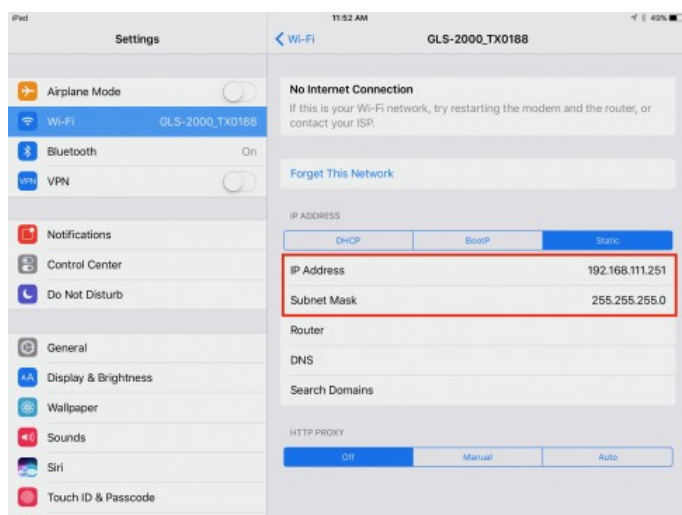 iPad
11:52 AM
49%
Settings
Wi-Fi
GLS-2000_TX0188
Airplane Mode
Wi-Fi GLS-2000_TX0188
Bluetooth On
VPN VPN
Notifications
Control Center
Do Not Disturb
General
AA Display & Brightness
Wallpaper
Sounds
Siri
Touch ID & Passcode
No Internet Connection
If this is your Wi-Fi network, try restarting the modem and the router, or
contact your ISP.
Forget This Network
IP ADDRESS
DHCP BootP Static
IP Address 192.168.111.251
Subnet Mask 255.255.255.0
Router
DNS
Search Domains
HTTP PROXY
Off Manual Auto